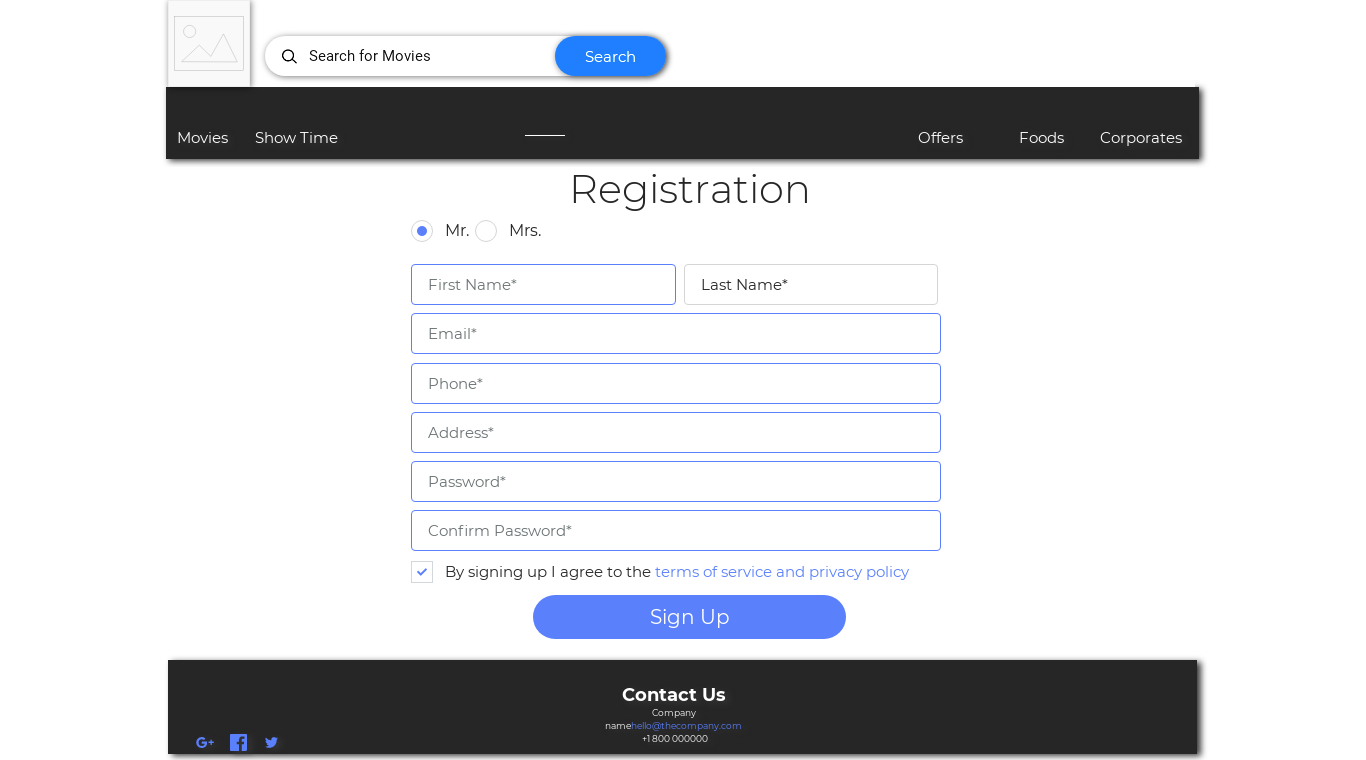 Search for Movies
Search
Movies
Show Time
Offers
Foods
Corporates
Registration
Mr.
Mrs.
First Name*
Last Name*
Email*
Phone*
Address*
Password*
Confirm Password*
By signing up I agree to the terms of service and privacy policy
Sign Up
Contact Us
Company
namehello@thecompany.com
+1 800 000000